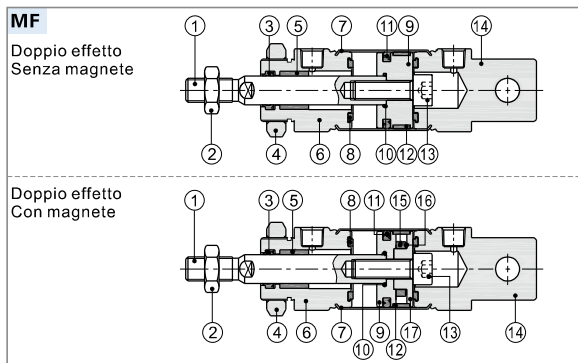 MF
Doppio effetto
Senza magnete
1 3 5 7 11 9 14
2 4 6 8 10 12 13
Doppio effetto
Con magnete
1 3 5 8 11 15 16
2 4 6 7 10 9 12 17 13 14